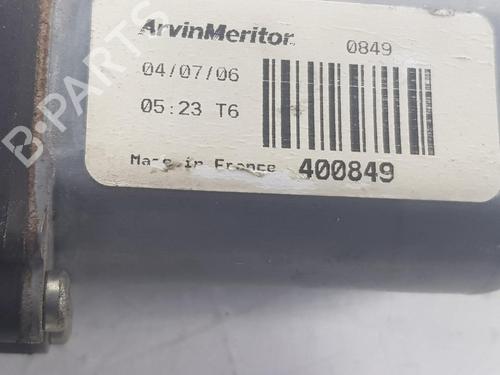 ArvinMeritor. 0849
04/07/06
05:23 T6
Made in France 400849
B-PARTS